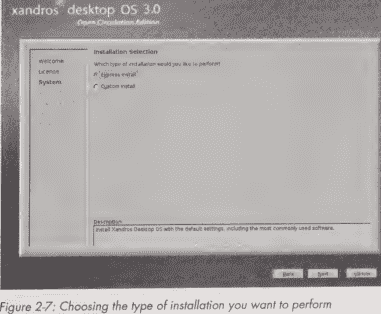 xandros desktop OS 3.0
Open Circulation Edition
Welcome
License
System
Installation Selection
Which type of installation would you like to perform?
Express Install
Custom Install
Description
Install Xandros Desktop OS with the default settings, including the most commonly used software.
Back
Next
Cancel
Figure 2-7: Choosing the type of installation you want to perform